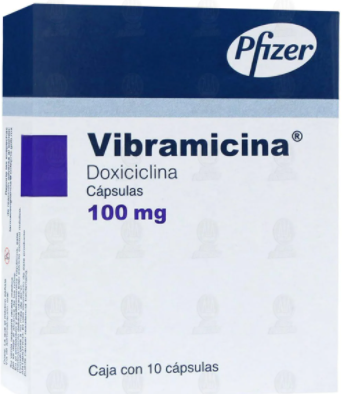 Pfizer
Vibramicina®
Doxiciclina
Cápsulas
100 mg
Caja con 10 cápsulas